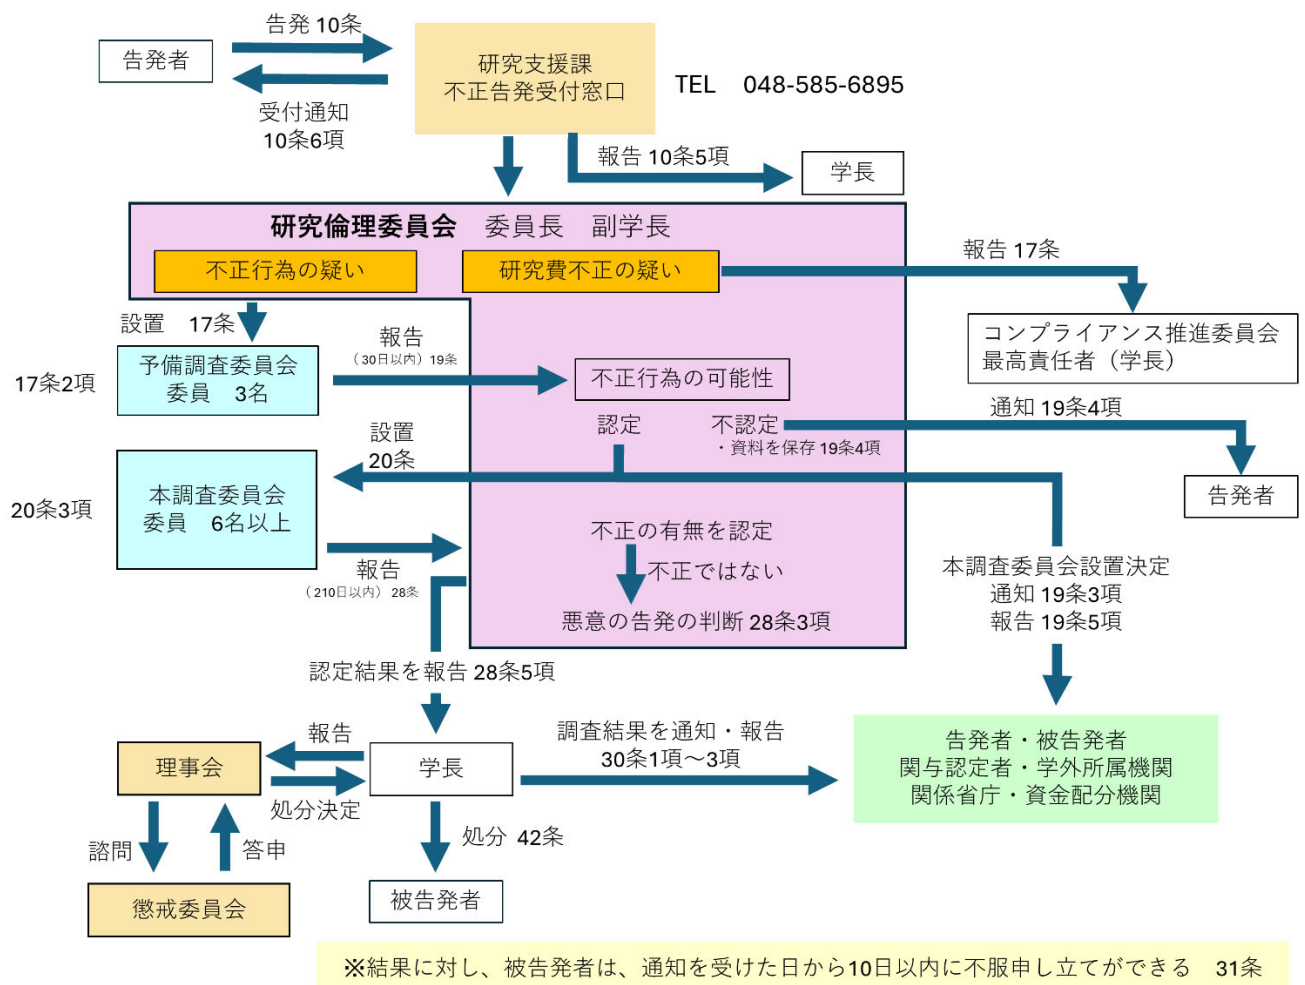 告発 10条
告発者
受付通知
10条6項
研究支援課
不正告発受付窓口
TEL　048-585-6895
報告 10条5項
学長
研究倫理委員会　委員長　副学長
不正行為の疑い
研究費不正の疑い
報告 17条
コンプライアンス推進委員会
最高責任者（学長）
設置　17条
17条2項
予備調査委員会
委員　3名
報告
（30日以内）19条
不正行為の可能性
認定
不認定
・資料を保存 19条4項
通知 19条4項
告発者
設置
20条
20条3項
本調査委員会
委員　6名以上
報告
（210日以内）28条
不正の有無を認定
不正ではない
悪意の告発の判断 28条3項
本調査委員会設置決定
通知 19条3項
報告 19条5項
認定結果を報告 28条5項
報告
理事会
処分決定
学長
調査結果を通知・報告
30条1項～3項
告発者・被告発者
関与認定者・学外所属機関
関係省庁・資金配分機関
諮問
答申
処分 42条
懲戒委員会
被告発者
※結果に対し、被告発者は、通知を受けた日から10日以内に不服申し立てができる　31条